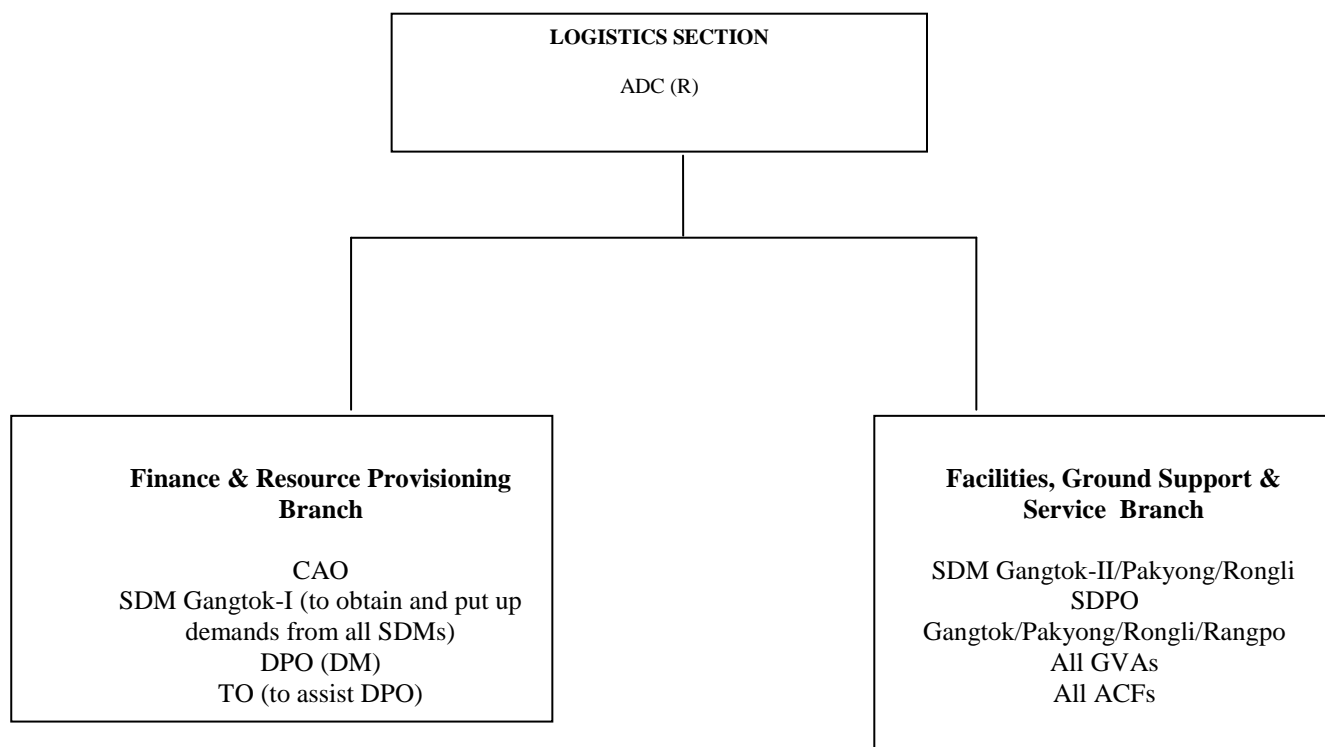 LOGISTICS SECTION
ADC (R)
Finance & Resource Provisioning
Branch
CAO
SDM Gangtok-I (to obtain and put up
demands from all SDMs)
DPO (DM)
TO (to assist DPO)
Facilities, Ground Support &
Service Branch
SDM Gangtok-II/Pakyong/Rongli
SDPO
Gangtok/Pakyong/Rongli/Rangpo
All GVAs
All ACFs